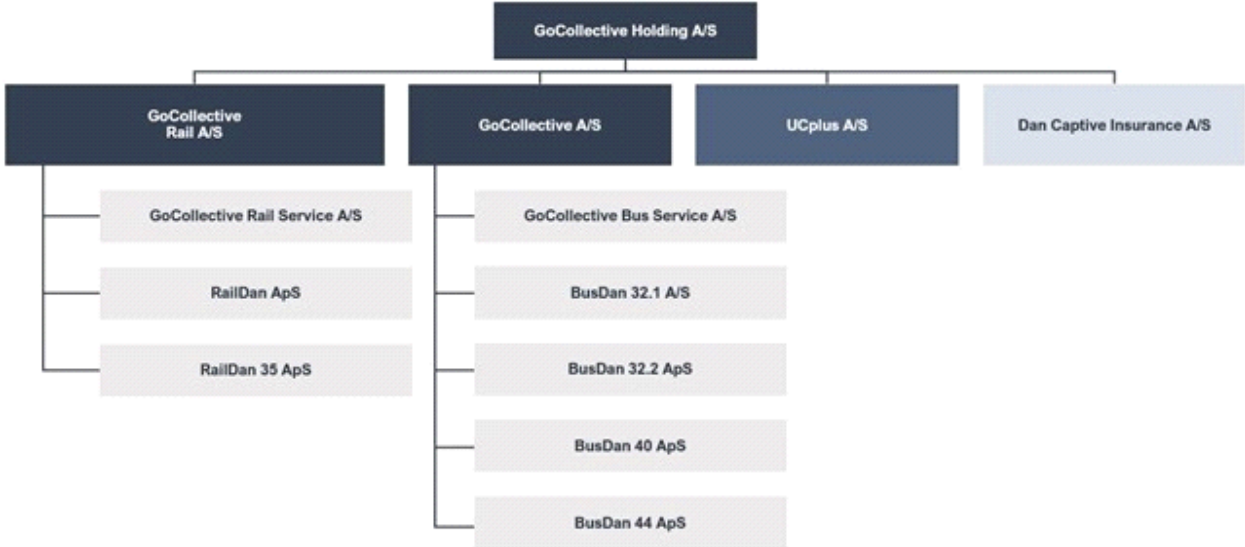 GoCollective Holding A/S
GoCollective
Rail A/S
GoCollective A/S
UCplus A/S
Dan Captive Insurance A/S
GoCollective Rail Service A/S
RailDan ApS
RailDan 35 ApS
GoCollective Bus Service A/S
BusDan 32.1 A/S
BusDan 32.2 ApS
BusDan 40 ApS
BusDan 44 ApS